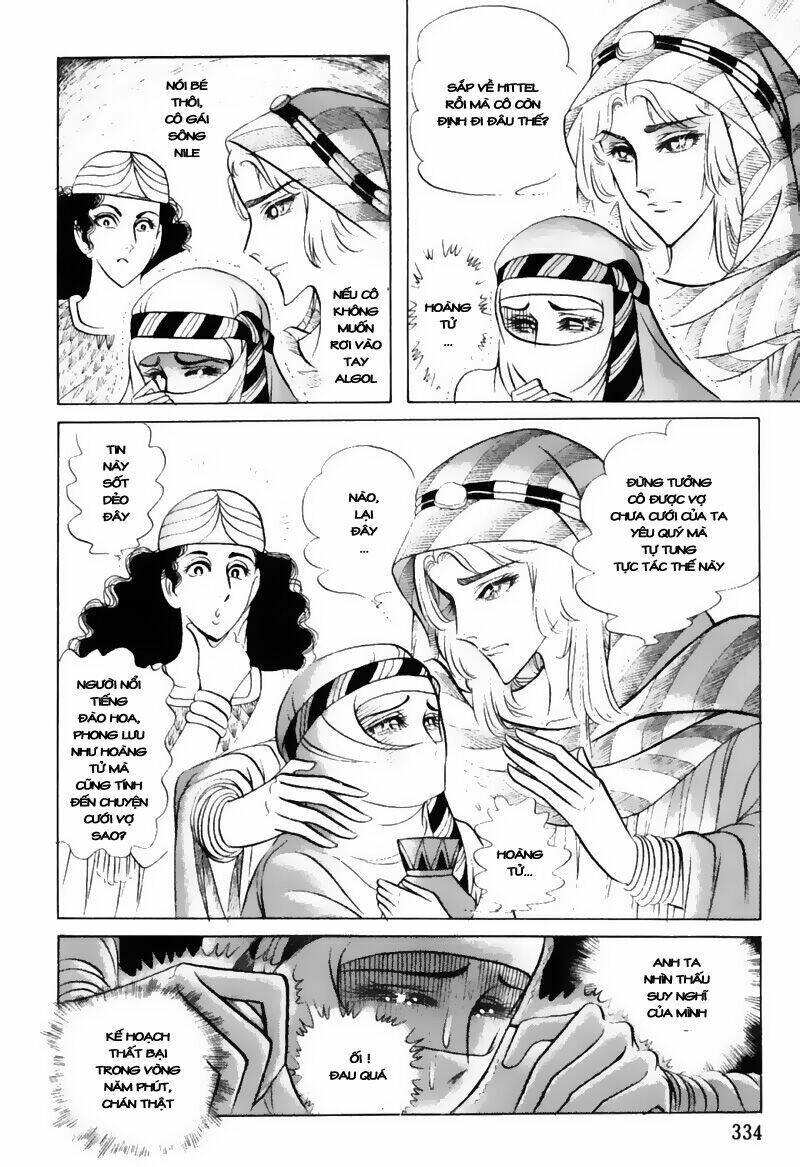 SẮP VỀ HITTEL
RỒI MÀ CÔ CÒN
ĐỊNH ĐI ĐÂU THẾ?
HOÀNG
TỬ
...
NÓI BÉ
THÔI,
CÔ GÁI
SÔNG
NILE
NẾU CÔ
KHÔNG
MUỐN
RƠI VÀO
TAY
ALGOL
ĐỪNG TƯỞNG
CÔ ĐƯỢC VỢ
CHƯA CƯỚI CỦA TA
YÊU QUÝ MÀ
TỰ TUNG
TỰC TÁC THẾ NÀY
NÀO,
LẠI
ĐÂY
...
TIN
NÀY
SỐT
DẺO
ĐÂY
NGƯỜI NỔI
TIẾNG
ĐÀO HOA,
PHONG LƯU
NHƯ HOÀNG
TỬ MÀ
CŨNG TÍNH
ĐẾN CHUYỆN
CƯỚI VỢ
SAO?
HOÀNG
TỬ...
ANH TA
NHÌN THẤU
SUY NGHĨ
CỦA MÌNH
ỐI !
ĐAU QUÁ
KẾ HOẠCH
THẤT BẠI
TRONG VÒNG
NĂM PHÚT,
CHÁN THẬT
334